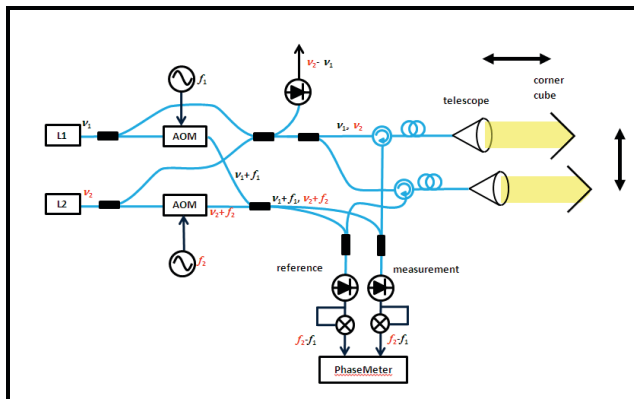 f1
ν2- ν1
telescope
corner
cube
L1
ν1
AOM
ν1, ν2
ν1+f1
L2
ν2
AOM
ν2+f2
ν1+f1, ν2+f2
f2
reference
measurement
f2-f1
f2-f1
PhaseMeter